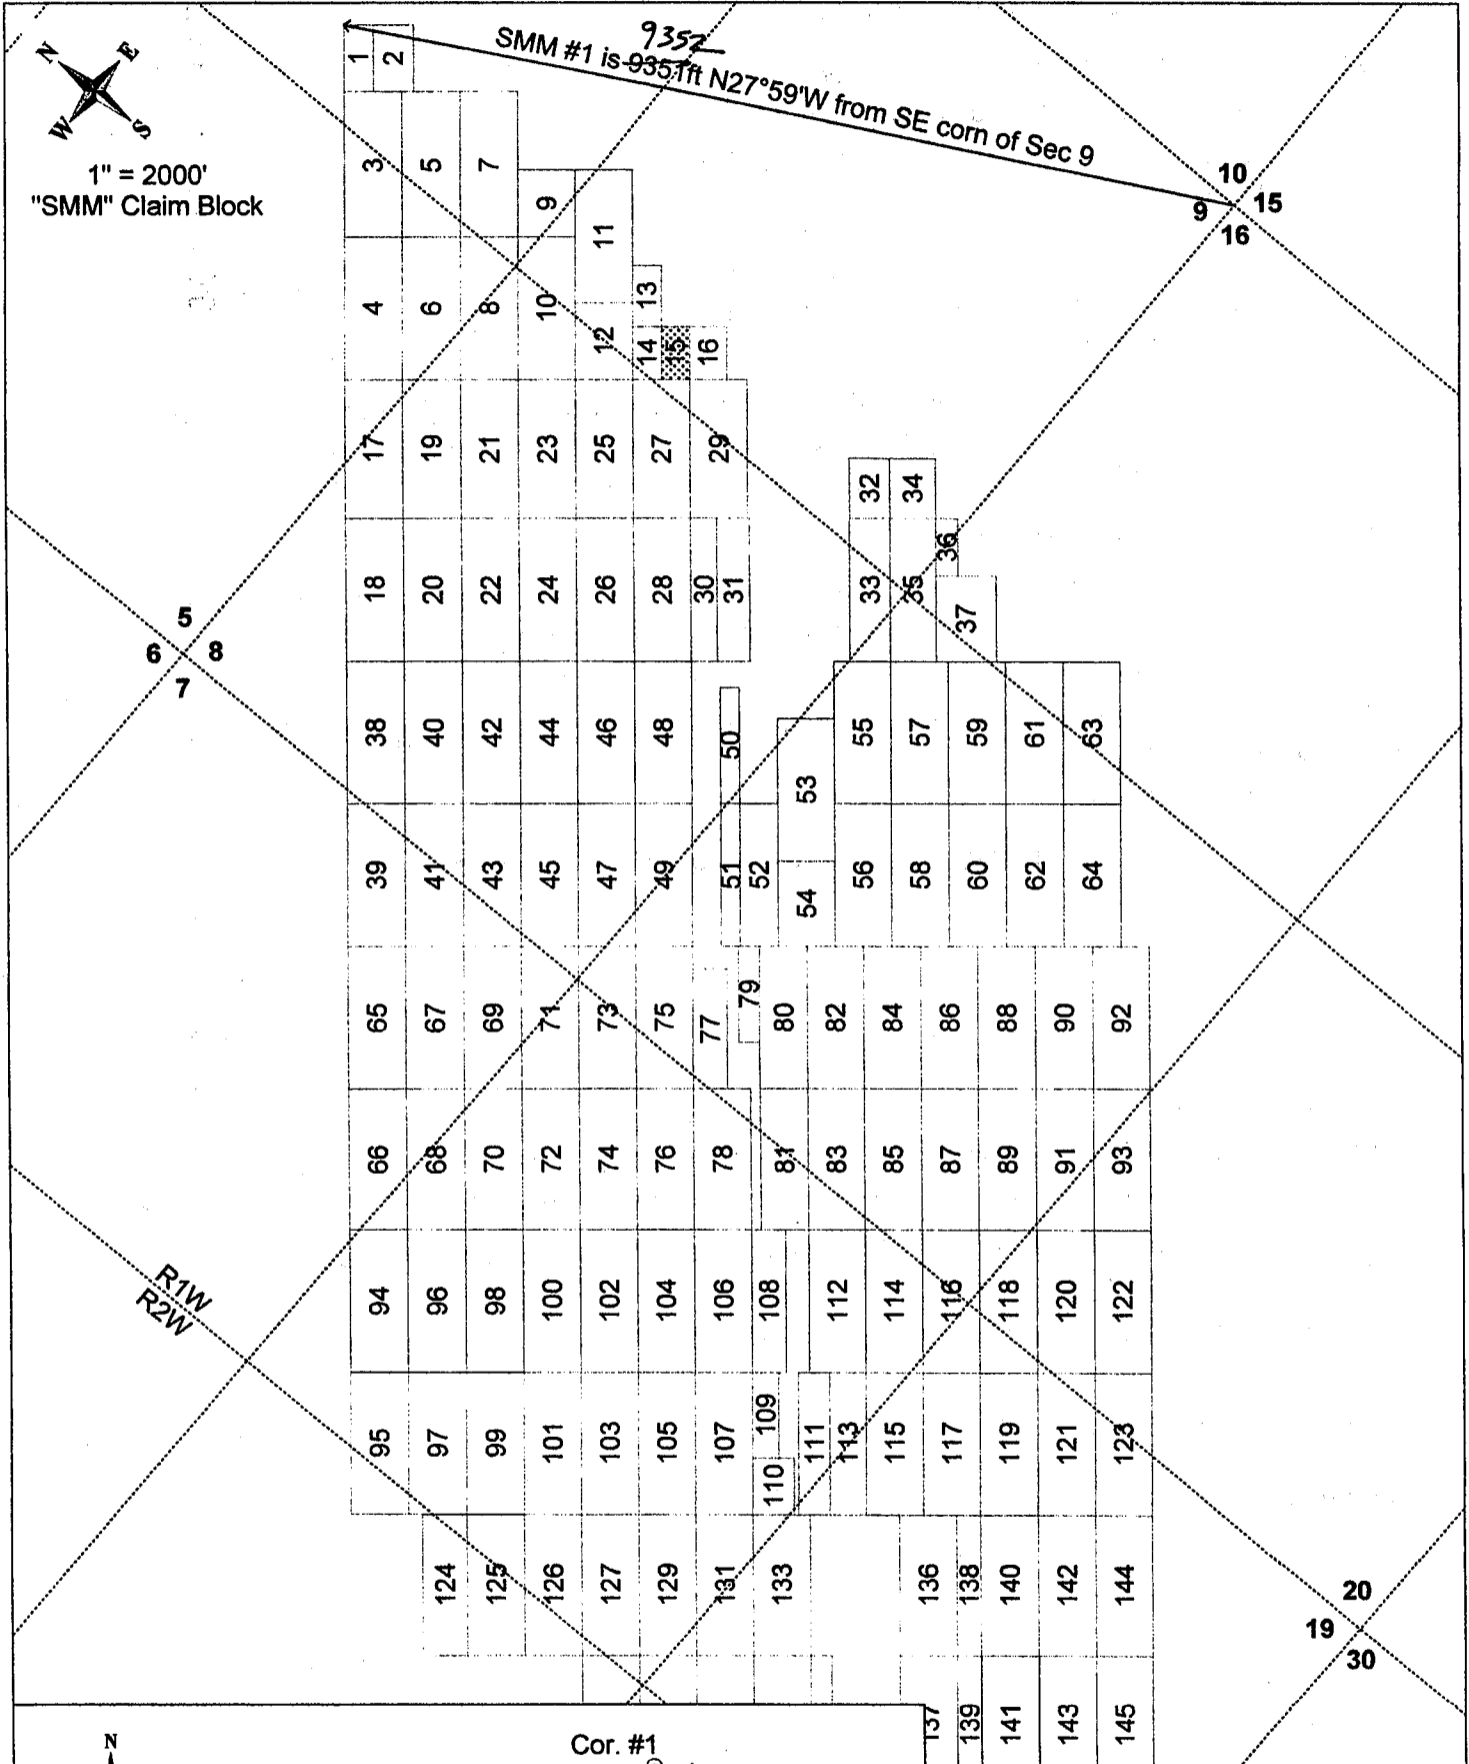 N E
W S
1" = 2000'
"SMM" Claim Block
9352
SMM #1 is 9351ft N27°59'W from SE corn of Sec 9
10
9 15
16
1 2
3 5 7
9
11
4 6 8 10
12
13
14 15 16
17 19 21 23 25 27 29
32 34
36
18 20 22 24 26 28 30 31 33 35
37
5
6 8
7
38 40 42 44 46 48 50 55 57 59 61 63
53
39 41 43 45 47 49 51 52 56 58 60 62 64
54
65 67 69 71 73 75 77 79 80 82 84 86 88 90 92
66 68 70 72 74 76 78 81 83 85 87 89 91 93
R1W
R2W
94 96 98 100 102 104 106 108 112 114 116 118 120 122
95 97 99 101 103 105 107 109 111 113 115 117 119 121 123
110
124 125 126 127 129 131 133 136 138 140 142 144
20
19
30
137 139 141 143 145
N
Cor. #1